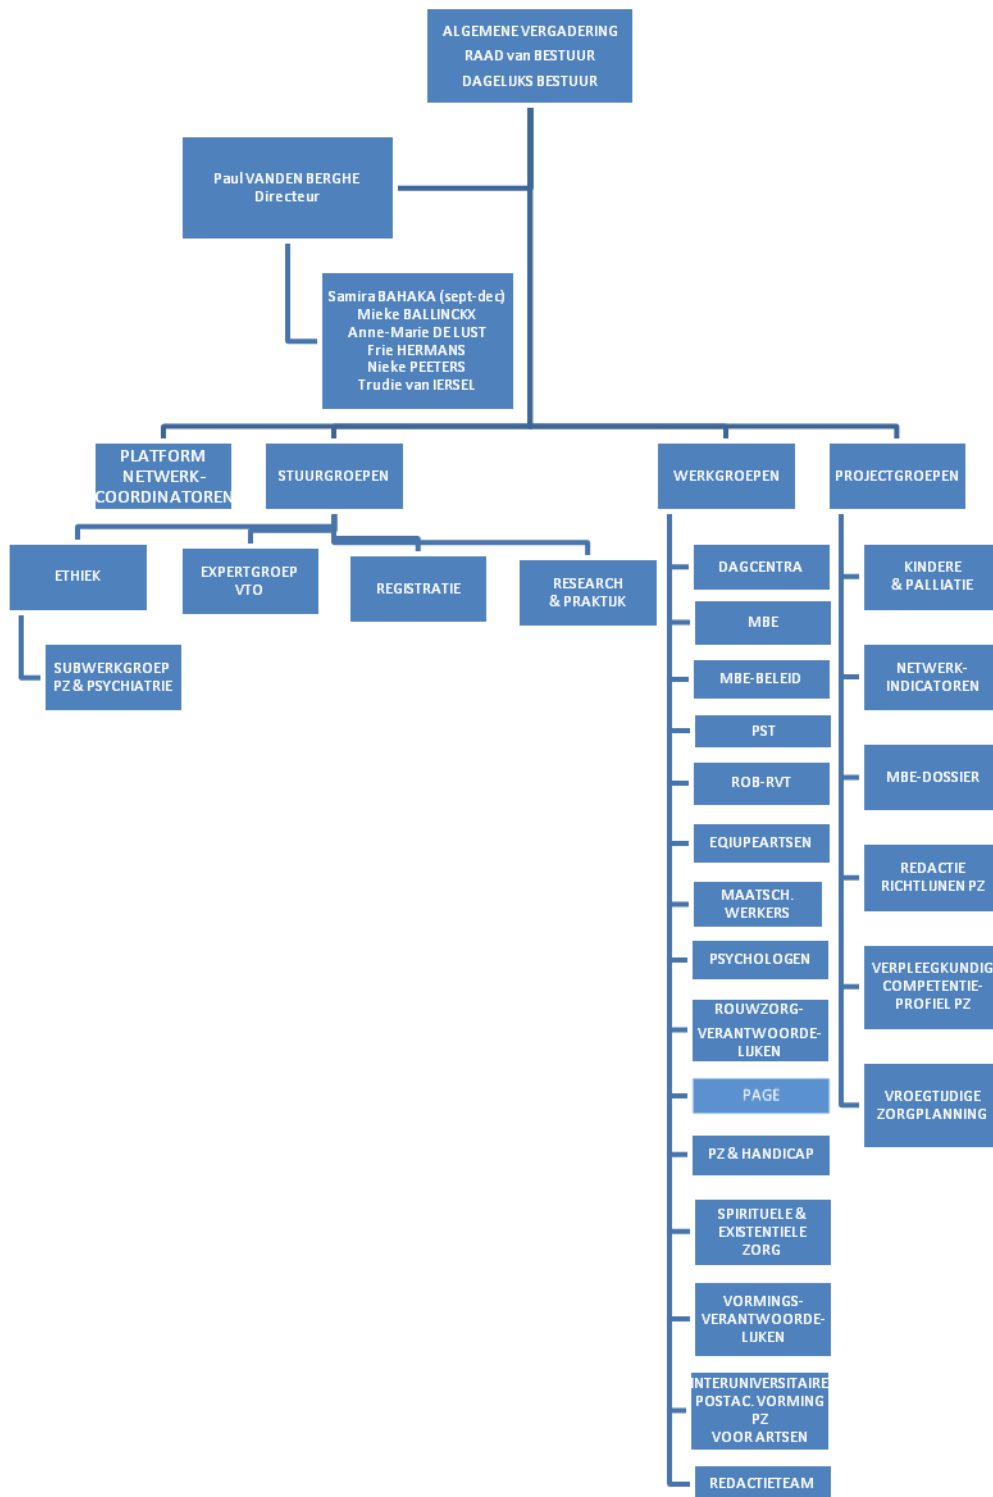 ALGEMENE VERGADERING
RAAD van BESTUUR
DAGELIJKS BESTUUR
Paul VANDEN BERGHE
Directeur
Samira BAHAKA (sept-dec)
Mieke BALLINCKX
Anne-Marie DE LUST
Frie HERMANS
Nieke PEETERS
Trudie van IERSEL
PLATFORM
NETWERK-
COORDINATOREN
STUURGROEPEN
WERKGROEPEN
PROJECTGROEPEN
ETHIEK
EXPERTGROEP
VTO
REGISTRATIE
RESEARCH
& PRAKTIJK
SUBWERKGROEP
PZ & PSYCHIATRIE
DAGCENTRA
MBE
MBE-BELEID
PST
ROB-RVT
EQIUPEARTSEN
MAATSCH.
WERKERS
PSYCHOLOGEN
ROUWZORG-
VERANTWOORDE-
LIJKEN
PAGE
PZ & HANDICAP
SPIRITUELE &
EXISTENTIELE
ZORG
VORMINGS-
VERANTWOORDE-
LIJKEN
INTERUNIVERSITAIRE
POSTAC. VORMING
PZ
VOOR ARTSEN
REDACTIETEAM
KINDERE
& PALLIATIE
NETWERK-
INDICATOREN
MBE-DOSSIER
REDACTIE
RICHTLIJNEN PZ
VERPLEEGKUNDIG
COMPETENTIE-
PROFIEL PZ
VROEGTIJDIGE
ZORGPLANNING